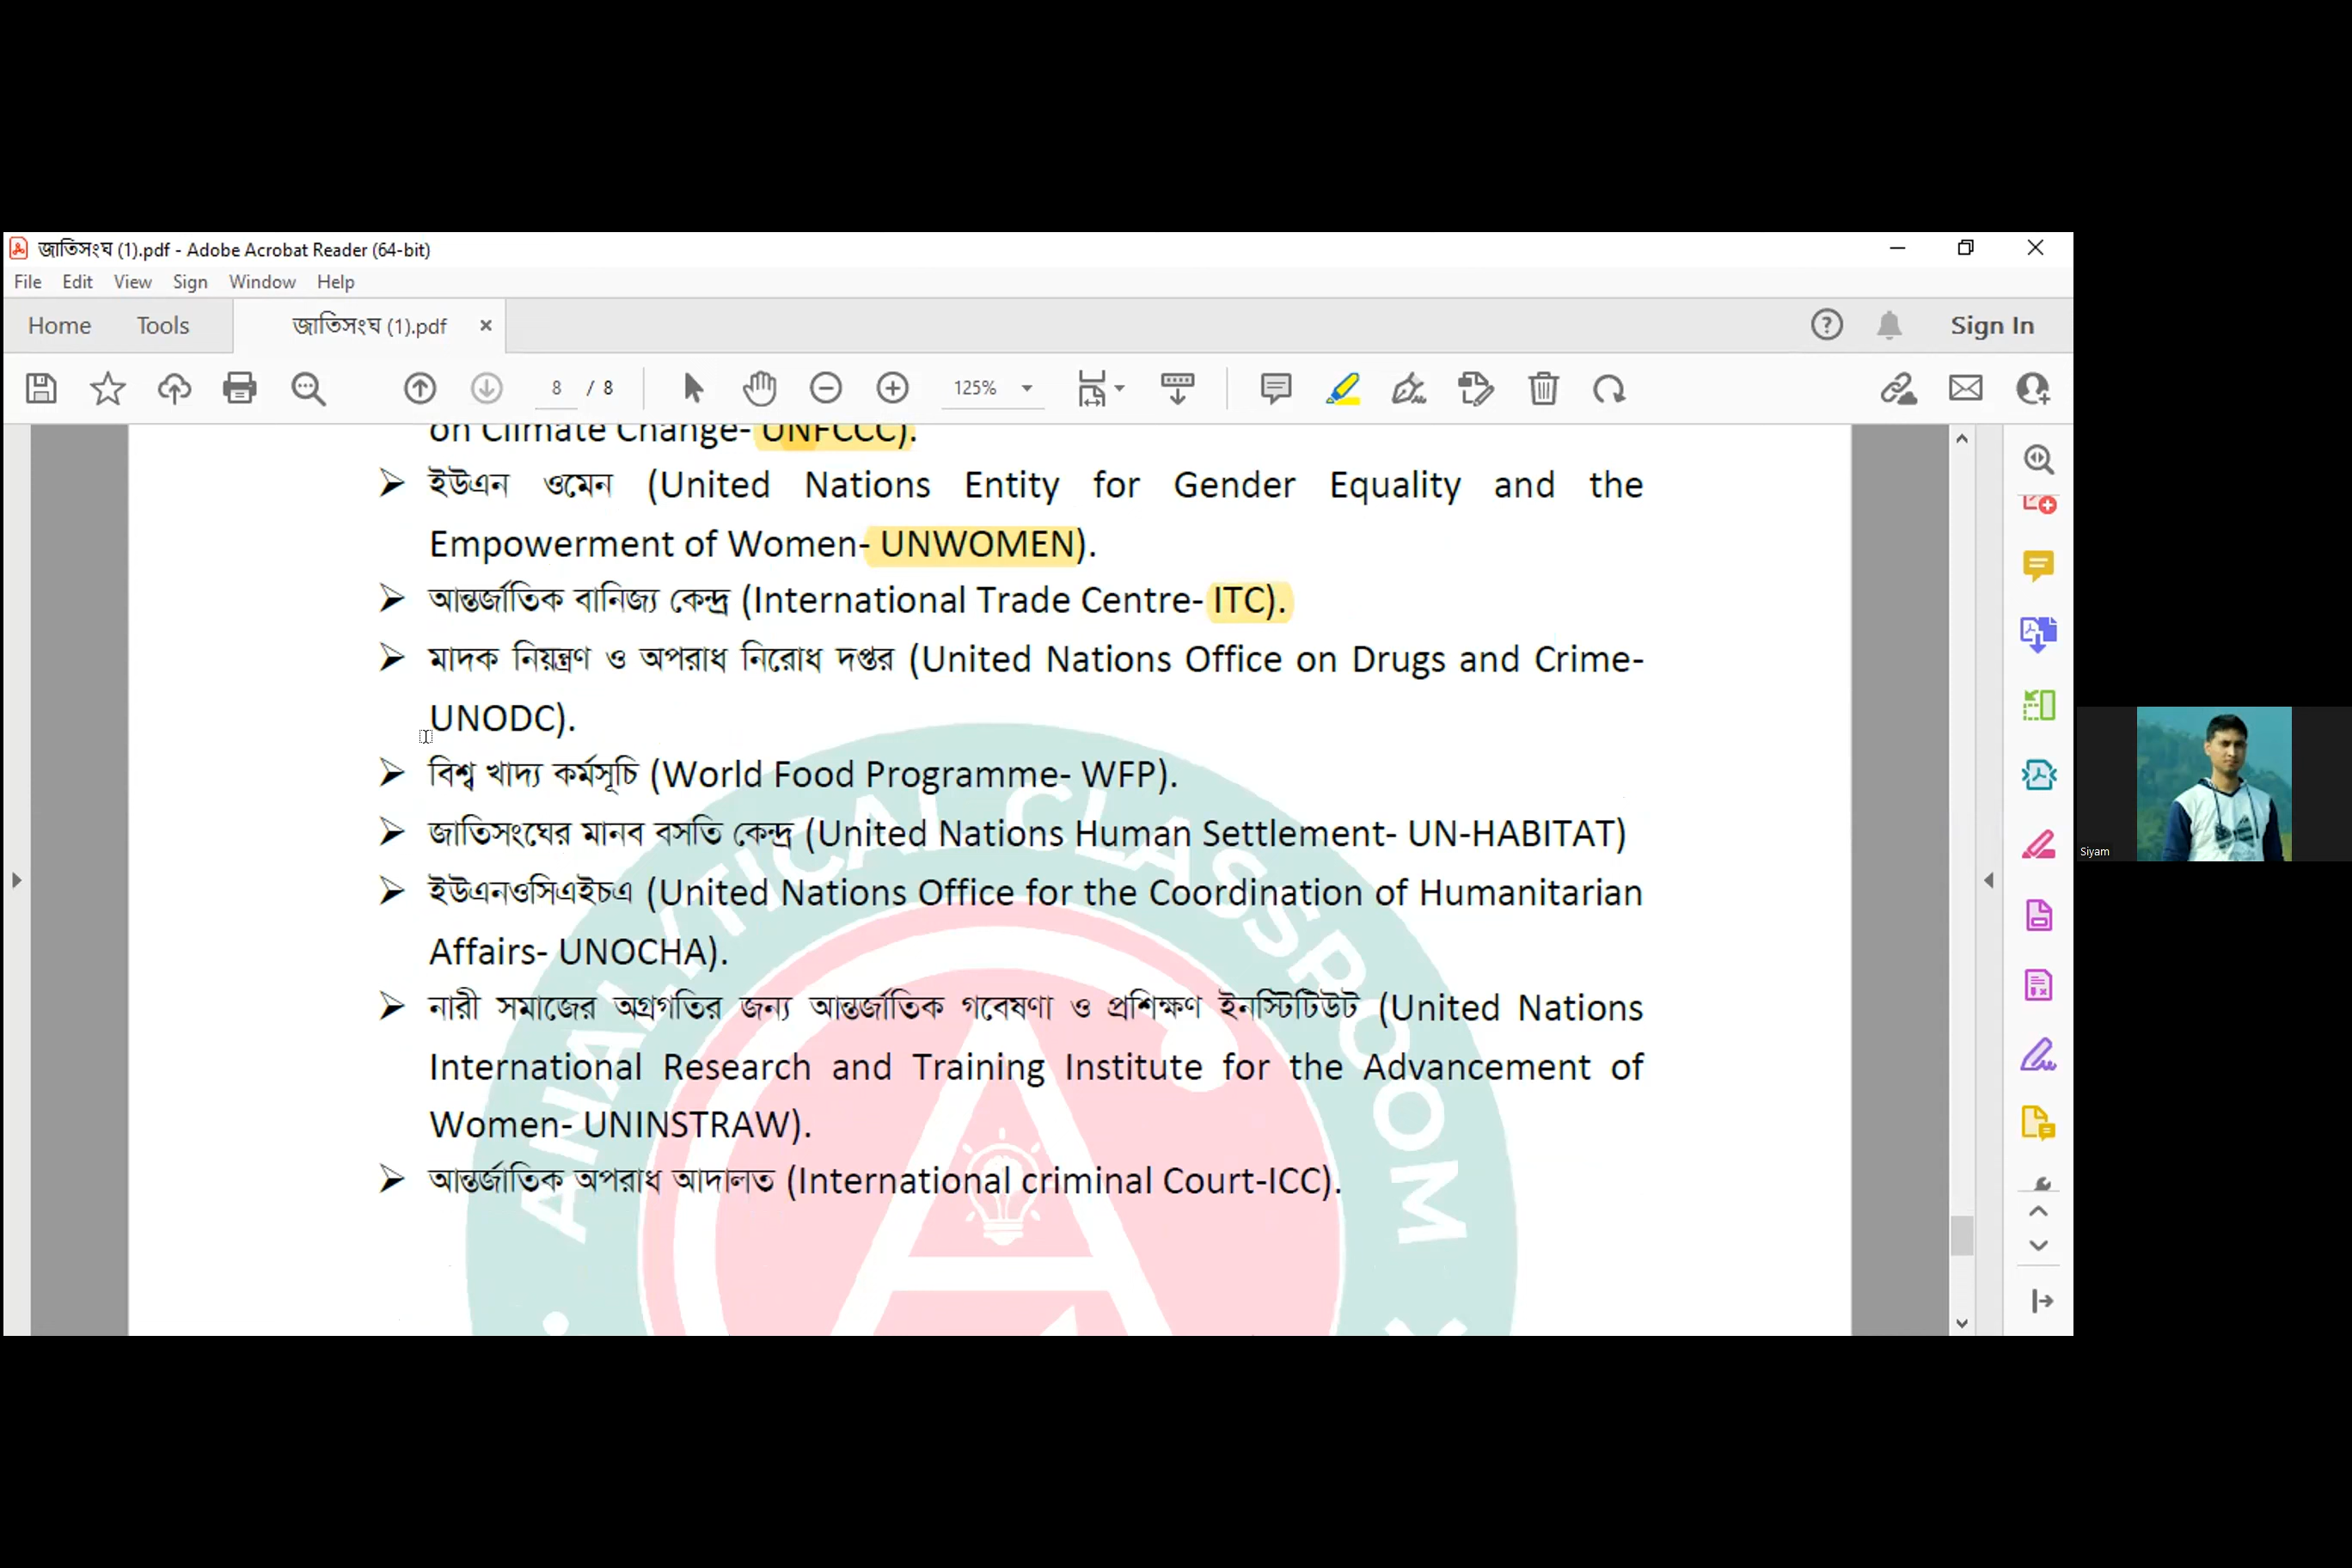 জাতিসংঘ (1).pdf - Adobe Acrobat Reader (64-bit)
File Edit View Sign Window Help
Home Tools জাতিসংঘ (1).pdf × Sign In
8 / 8 125%
on Climate Change- UNFCCC).
➤ ইউএন ওমেন (United Nations Entity for Gender Equality and the
Empowerment of Women- UNWOMEN).
➤ আন্তর্জাতিক বানিজ্য কেন্দ্র (International Trade Centre- ITC).
➤ মাদক নিয়ন্ত্রণ ও অপরাধ নিরোধ দপ্তর (United Nations Office on Drugs and Crime-
UNODC).
➤ বিশ্ব খাদ্য কর্মসূচি (World Food Programme- WFP).
➤ জাতিসংঘের মানব বসতি কেন্দ্র (United Nations Human Settlement- UN-HABITAT)
➤ ইউএনওসিএইচএ (United Nations Office for the Coordination of Humanitarian
Affairs- UNOCHA).
➤ নারী সমাজের অগ্রগতির জন্য আন্তর্জাতিক গবেষণা ও প্রশিক্ষণ ইনস্টিটিউট (United Nations
International Research and Training Institute for the Advancement of
Women- UNINSTRAW).
➤ আন্তর্জাতিক অপরাধ আদালত (International criminal Court-ICC).
ANALYTICAL CLASSROOM
Siyam